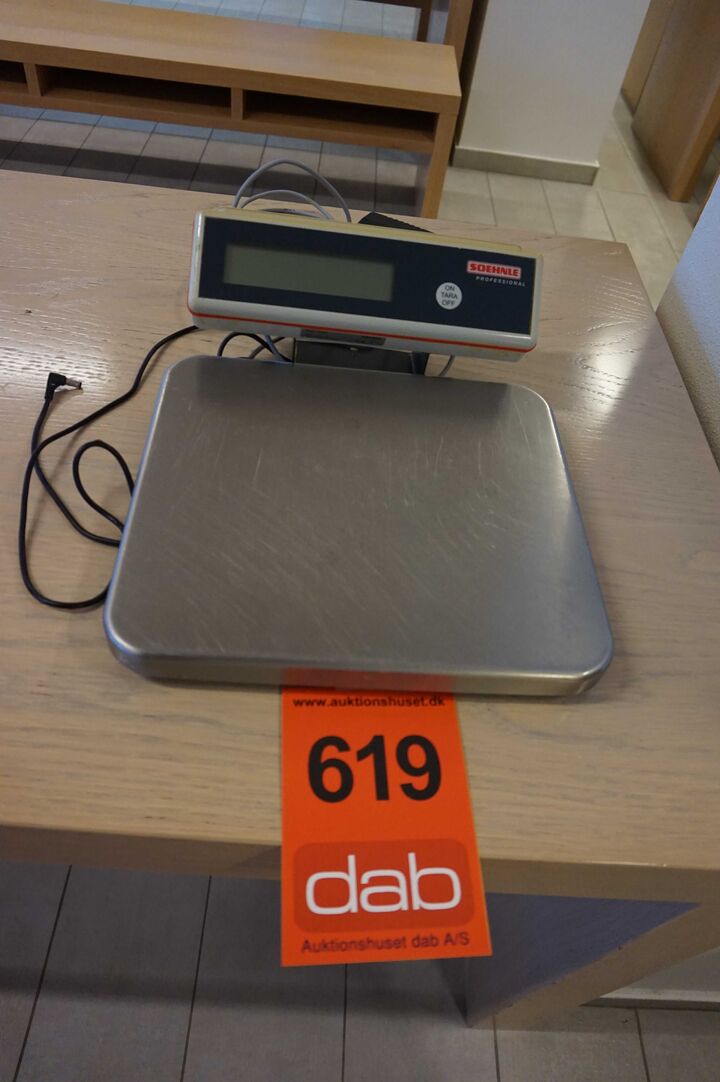 SOEHNLE
PROFESSIONAL
ON
TARA
OFF
www.auktionshuset.dk
619
dab
Auktionshuset dab A/S